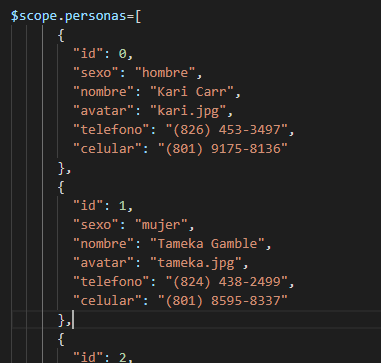 $scope.personas=[
{
"id": 0,
"sexo": "hombre",
"nombre": "Kari Carr",
"avatar": "kari.jpg",
"telefono": "(826) 453-3497",
"celular": "(801) 9175-8136"
},
{
"id": 1,
"sexo": "mujer",
"nombre": "Tameka Gamble",
"avatar": "tameka.jpg",
"telefono": "(824) 438-2499",
"celular": "(801) 8595-8337"
},
{
"id": 2,